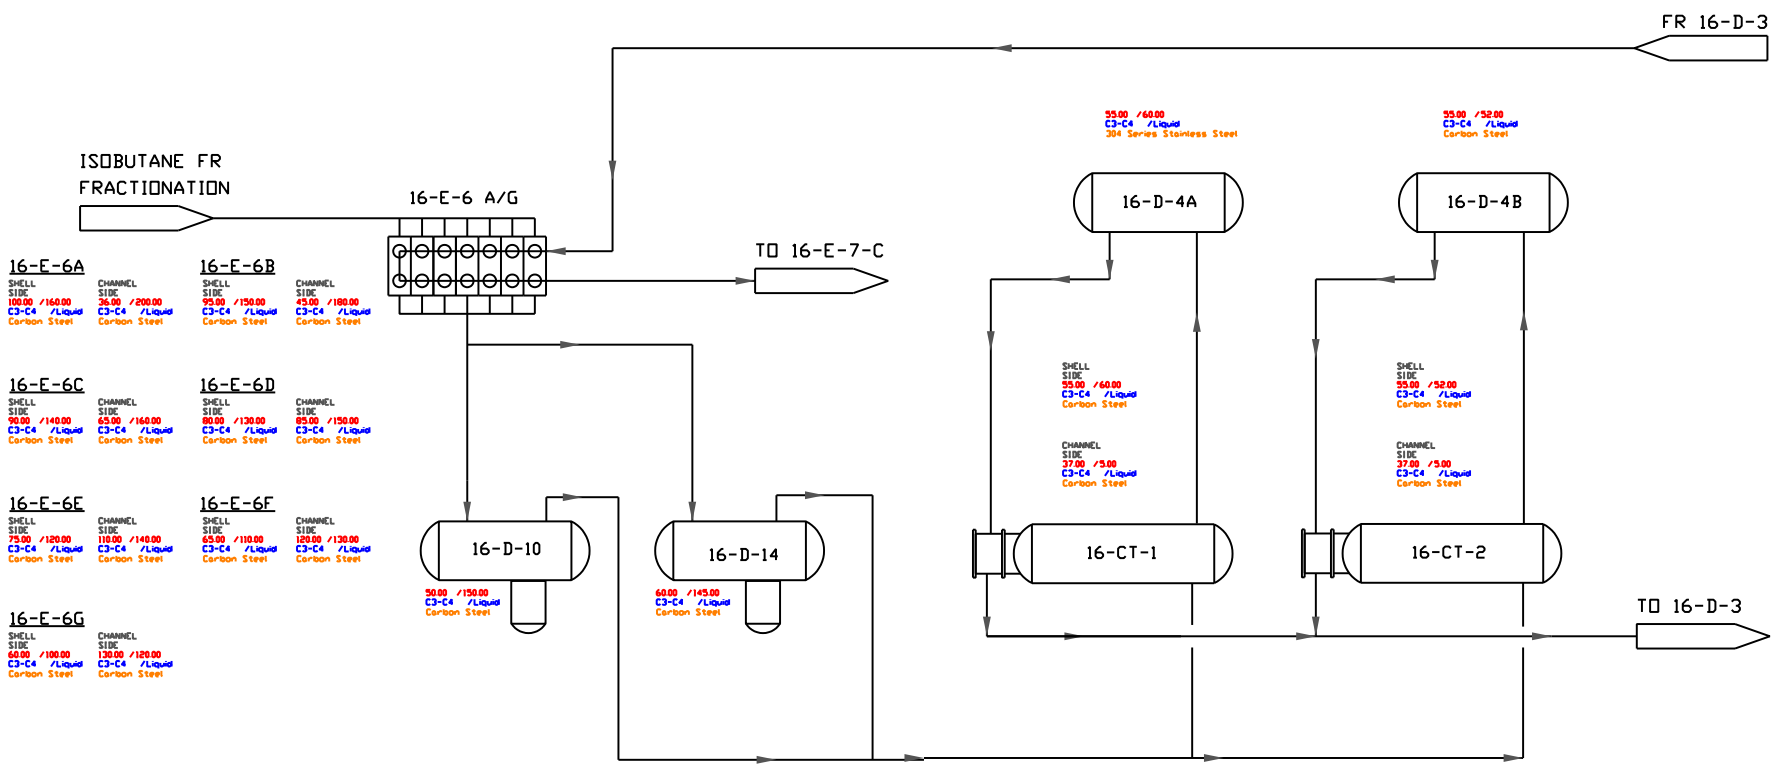 FR 16-D-3
55.00 /60.00
C3-C4 /Liquid
304 Series Stainless Steel
55.00 /52.00
C3-C4 /Liquid
Carbon Steel
ISOBUTANE FR
FRACTIONATION
16-E-6 A/G
16-D-4A
16-D-4B
TO 16-E-7-C
16-E-6A
SHELL
SIDE
100.00 /160.00
C3-C4 /Liquid
Carbon Steel
CHANNEL
SIDE
36.00 /200.00
C3-C4 /Liquid
Carbon Steel
16-E-6B
SHELL
SIDE
95.00 /150.00
C3-C4 /Liquid
Carbon Steel
CHANNEL
SIDE
45.00 /180.00
C3-C4 /Liquid
Carbon Steel
16-E-6C
SHELL
SIDE
90.00 /140.00
C3-C4 /Liquid
Carbon Steel
CHANNEL
SIDE
65.00 /160.00
C3-C4 /Liquid
Carbon Steel
16-E-6D
SHELL
SIDE
80.00 /130.00
C3-C4 /Liquid
Carbon Steel
CHANNEL
SIDE
85.00 /150.00
C3-C4 /Liquid
Carbon Steel
SHELL
SIDE
55.00 /60.00
C3-C4 /Liquid
Carbon Steel
SHELL
SIDE
55.00 /52.00
C3-C4 /Liquid
Carbon Steel
CHANNEL
SIDE
37.00 /5.00
C3-C4 /Liquid
Carbon Steel
CHANNEL
SIDE
37.00 /5.00
C3-C4 /Liquid
Carbon Steel
16-E-6E
SHELL
SIDE
75.00 /120.00
C3-C4 /Liquid
Carbon Steel
CHANNEL
SIDE
110.00 /140.00
C3-C4 /Liquid
Carbon Steel
16-E-6F
SHELL
SIDE
65.00 /110.00
C3-C4 /Liquid
Carbon Steel
CHANNEL
SIDE
120.00 /130.00
C3-C4 /Liquid
Carbon Steel
16-D-10
16-D-14
16-CT-1
16-CT-2
50.00 /150.00
C3-C4 /Liquid
Carbon Steel
60.00 /145.00
C3-C4 /Liquid
Carbon Steel
TO 16-D-3
16-E-6G
SHELL
SIDE
60.00 /100.00
C3-C4 /Liquid
Carbon Steel
CHANNEL
SIDE
130.00 /120.00
C3-C4 /Liquid
Carbon Steel